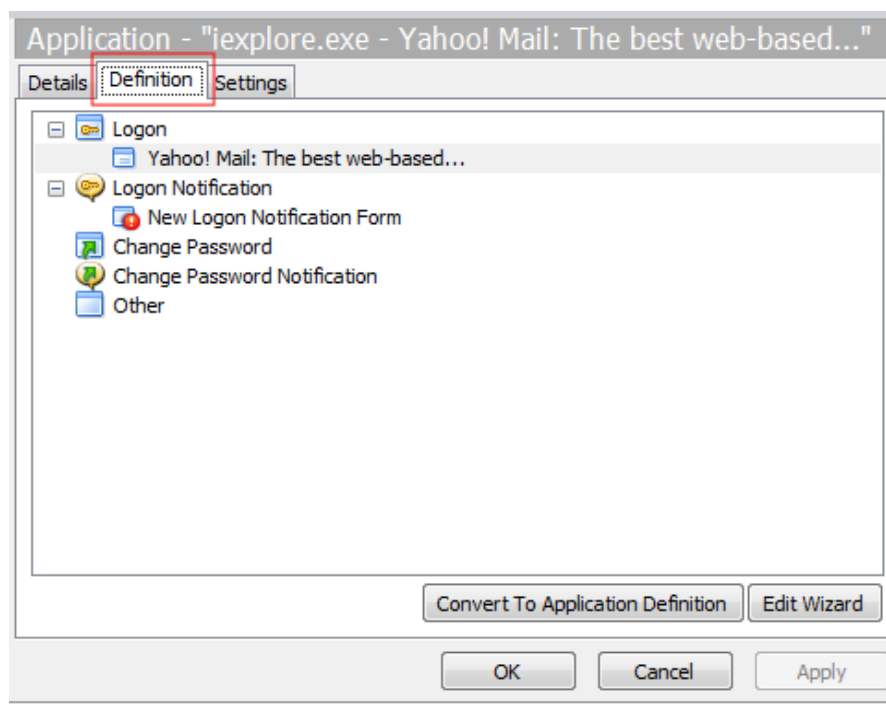 Application - "iexplore.exe - Yahoo! Mail: The best web-based..."
Details Definition Settings
Logon
Yahoo! Mail: The best web-based...
Logon Notification
New Logon Notification Form
Change Password
Change Password Notification
Other
Convert To Application Definition Edit Wizard
OK Cancel Apply